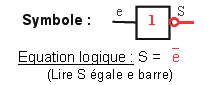 Symbole : e 1 S
Equation logique : S = e̅
(Lire S égale e barre)